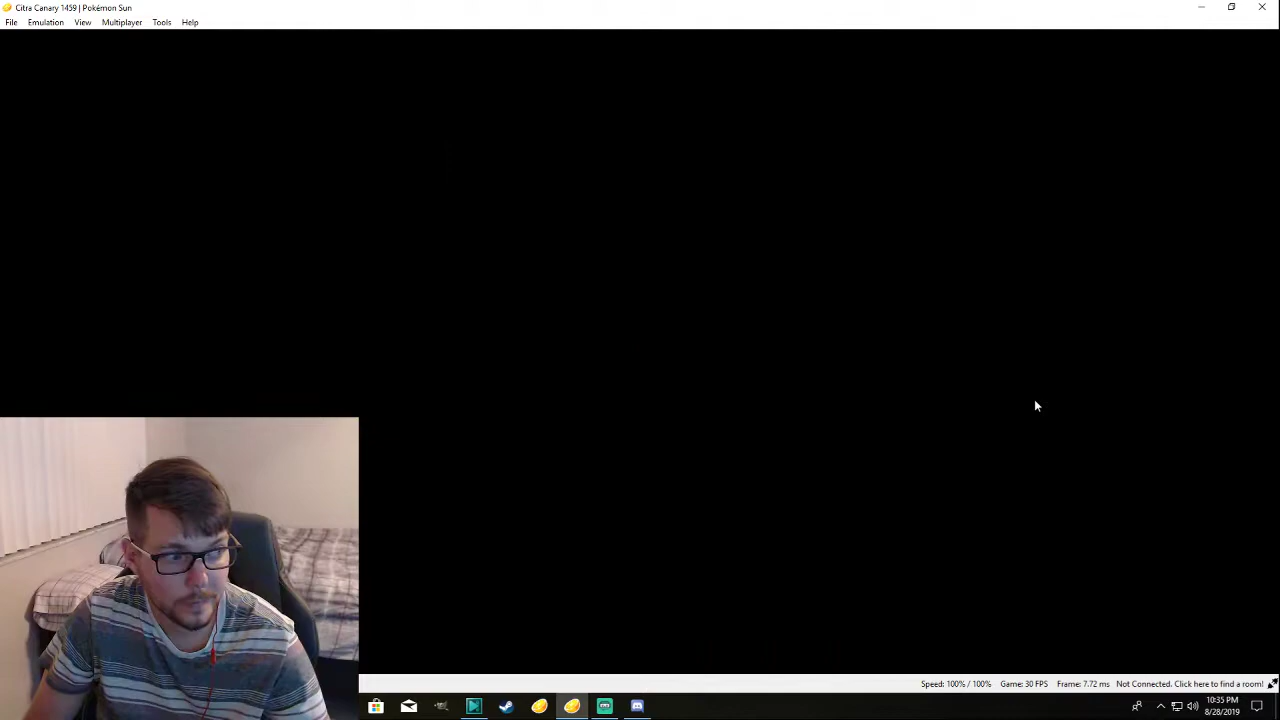 Citra Canary 1459 | Pokémon Sun
File Emulation View Multiplayer Tools Help
Speed: 100% / 100% Game: 30 FPS Frame: 7.72 ms Not Connected. Click here to find a room!
10:35 PM
8/28/2019